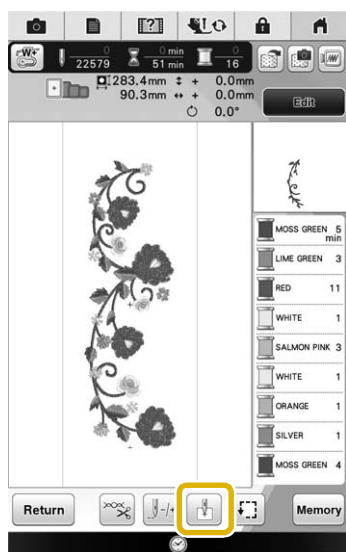 W+
0 0 min 0
22579 51 min 16
283.4mm + 0.0mm
90.3mm + 0.0mm
0.0°
Edit
MOSS GREEN 5 min
LIME GREEN 3
RED 11
WHITE 1
SALMON PINK 3
WHITE 1
ORANGE 1
SILVER 1
MOSS GREEN 4
Return -/+ Memory